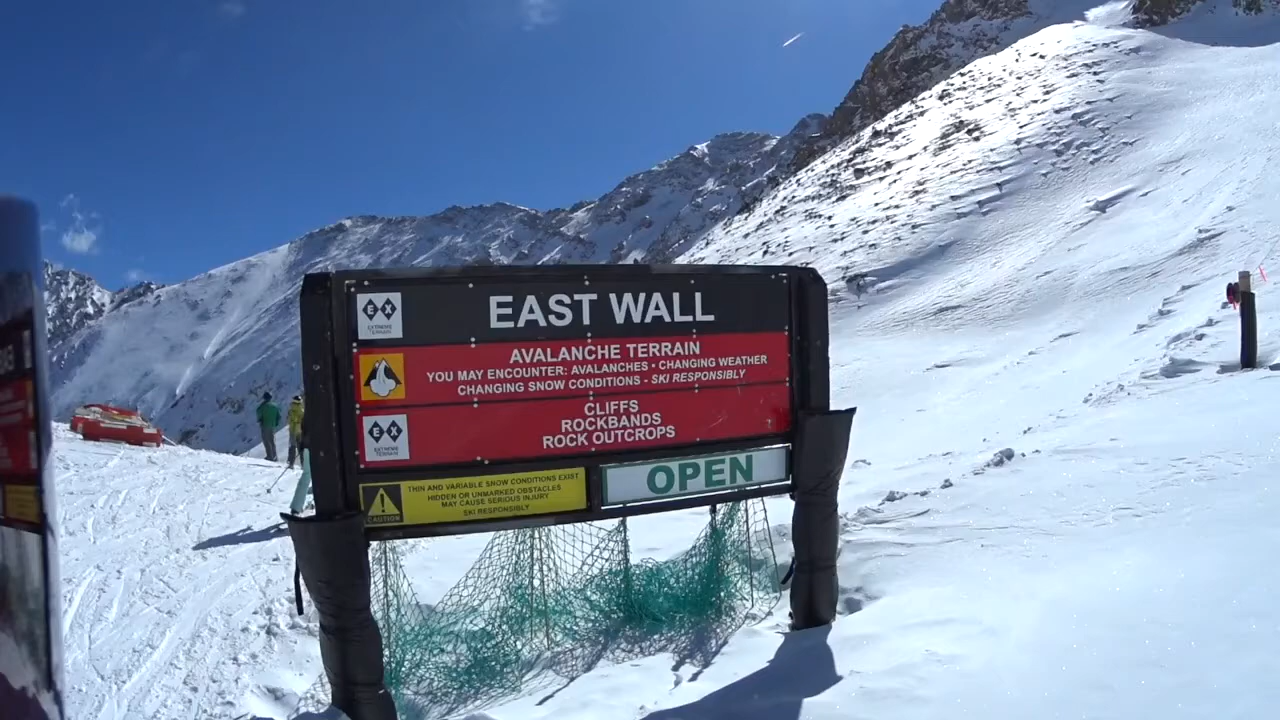 EAST WALL
EX
EXTREME TERRAIN
AVALANCHE TERRAIN
YOU MAY ENCOUNTER: AVALANCHES • CHANGING WEATHER
CHANGING SNOW CONDITIONS - SKI RESPONSIBLY
CLIFFS
ROCKBANDS
ROCK OUTCROPS
EX
EXTREME TERRAIN
THIN AND VARIABLE SNOW CONDITIONS EXIST
HIDDEN OR UNMARKED OBSTACLES
MAY CAUSE SERIOUS INJURY
SKI RESPONSIBLY
CAUTION
OPEN